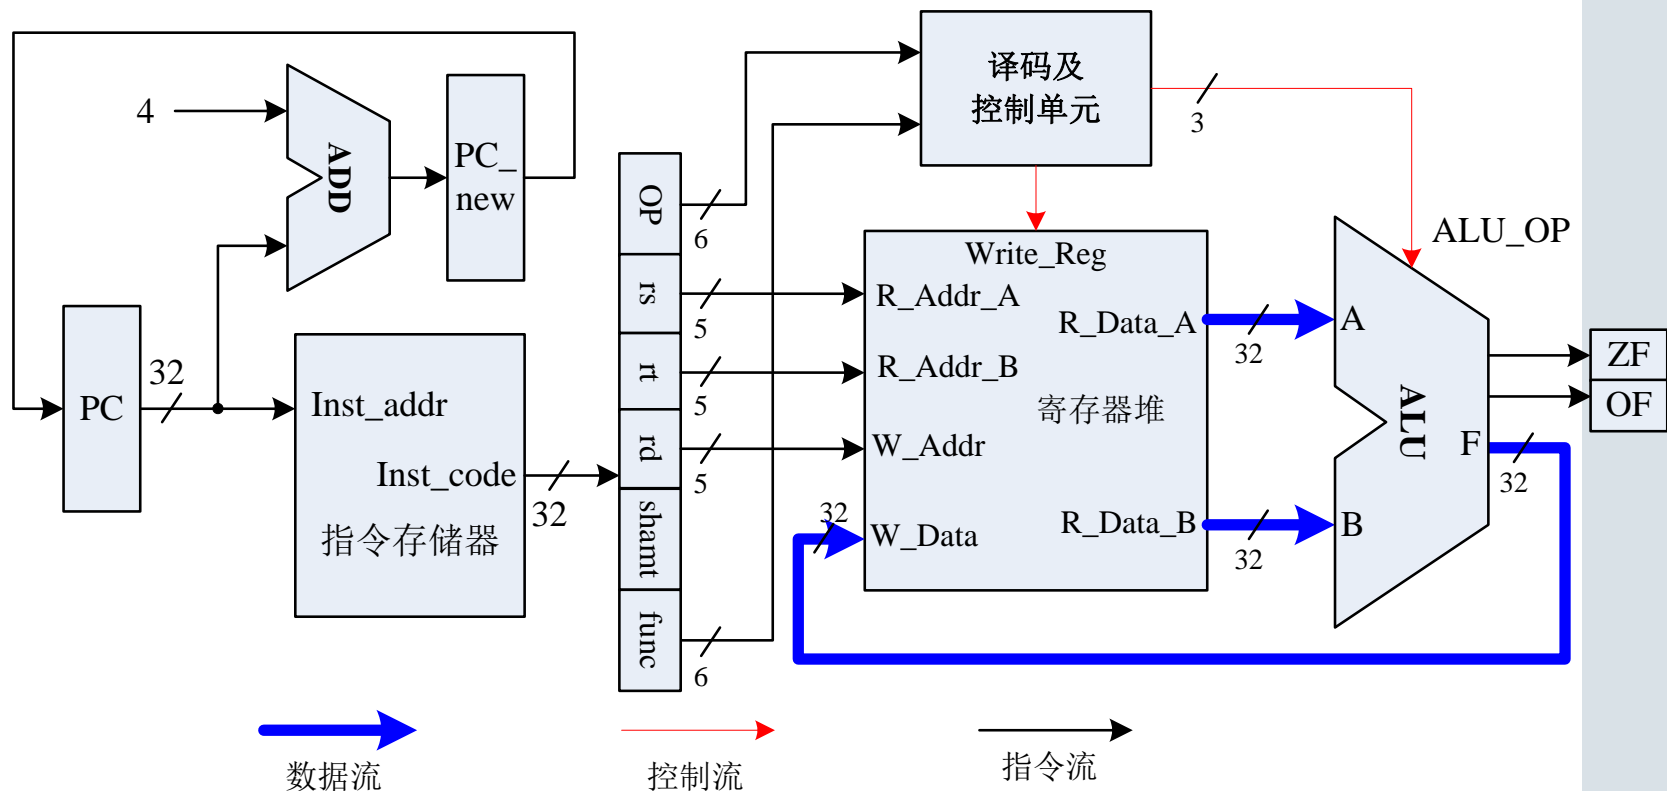 4
ADD
PC_
new
译码及
控制单元
3
OP
6
rs
5
rt
5
rd
5
shamt
func
6
Write_Reg
R_Addr_A
R_Addr_B
W_Addr
W_Data
R_Data_A
R_Data_B
寄存器堆
32
32
32
ALU_OP
A
B
ALU
F
32
ZF
OF
PC
32
Inst_addr
Inst_code
指令存储器
32
数据流
控制流
指令流